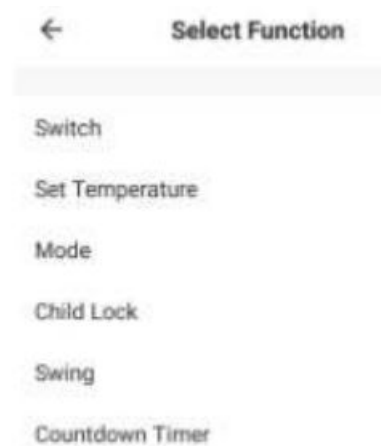 Select Function
Switch
Set Temperature
Mode
Child Lock
Swing
Countdown Timer